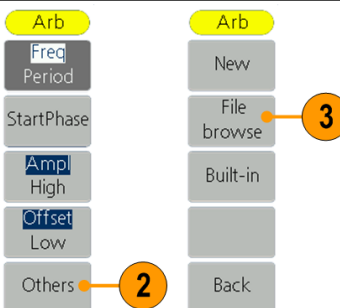 Arb
Freq
Period
StartPhase
Ampl
High
Offset
Low
Others
2
Arb
New
File
browse
3
Built-in
Back